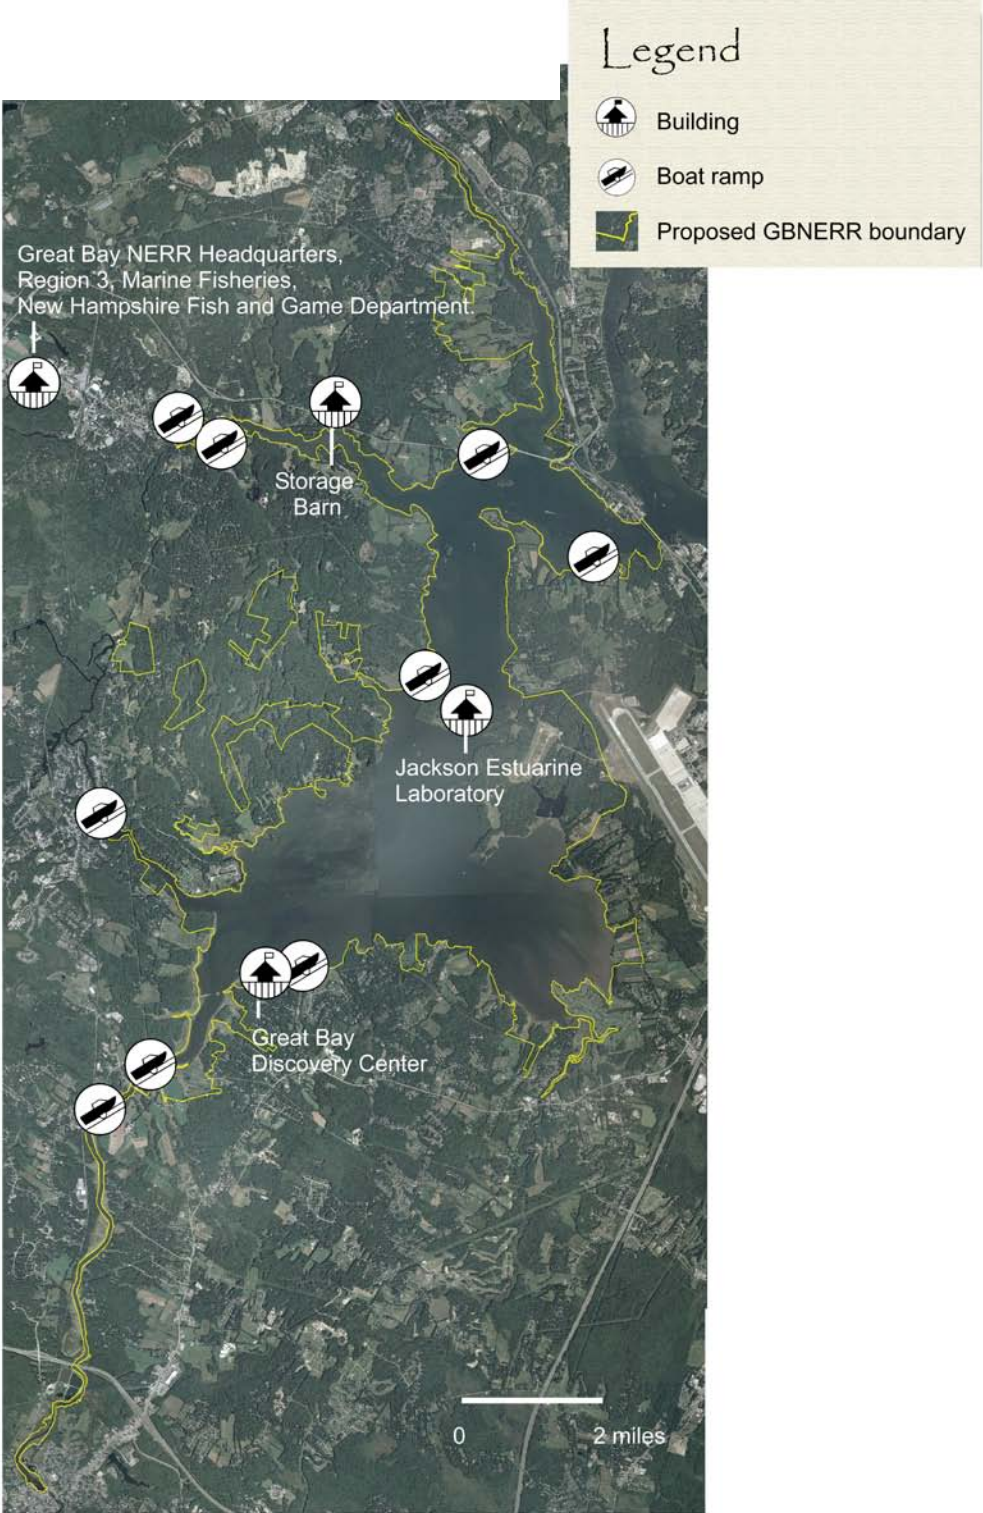 Legend
Building
Boat ramp
Proposed GBNERR boundary
Great Bay NERR Headquarters,
Region 3, Marine Fisheries,
New Hampshire Fish and Game Department.
Storage
Barn
Jackson Estuarine
Laboratory
Great Bay
Discovery Center
0
2 miles